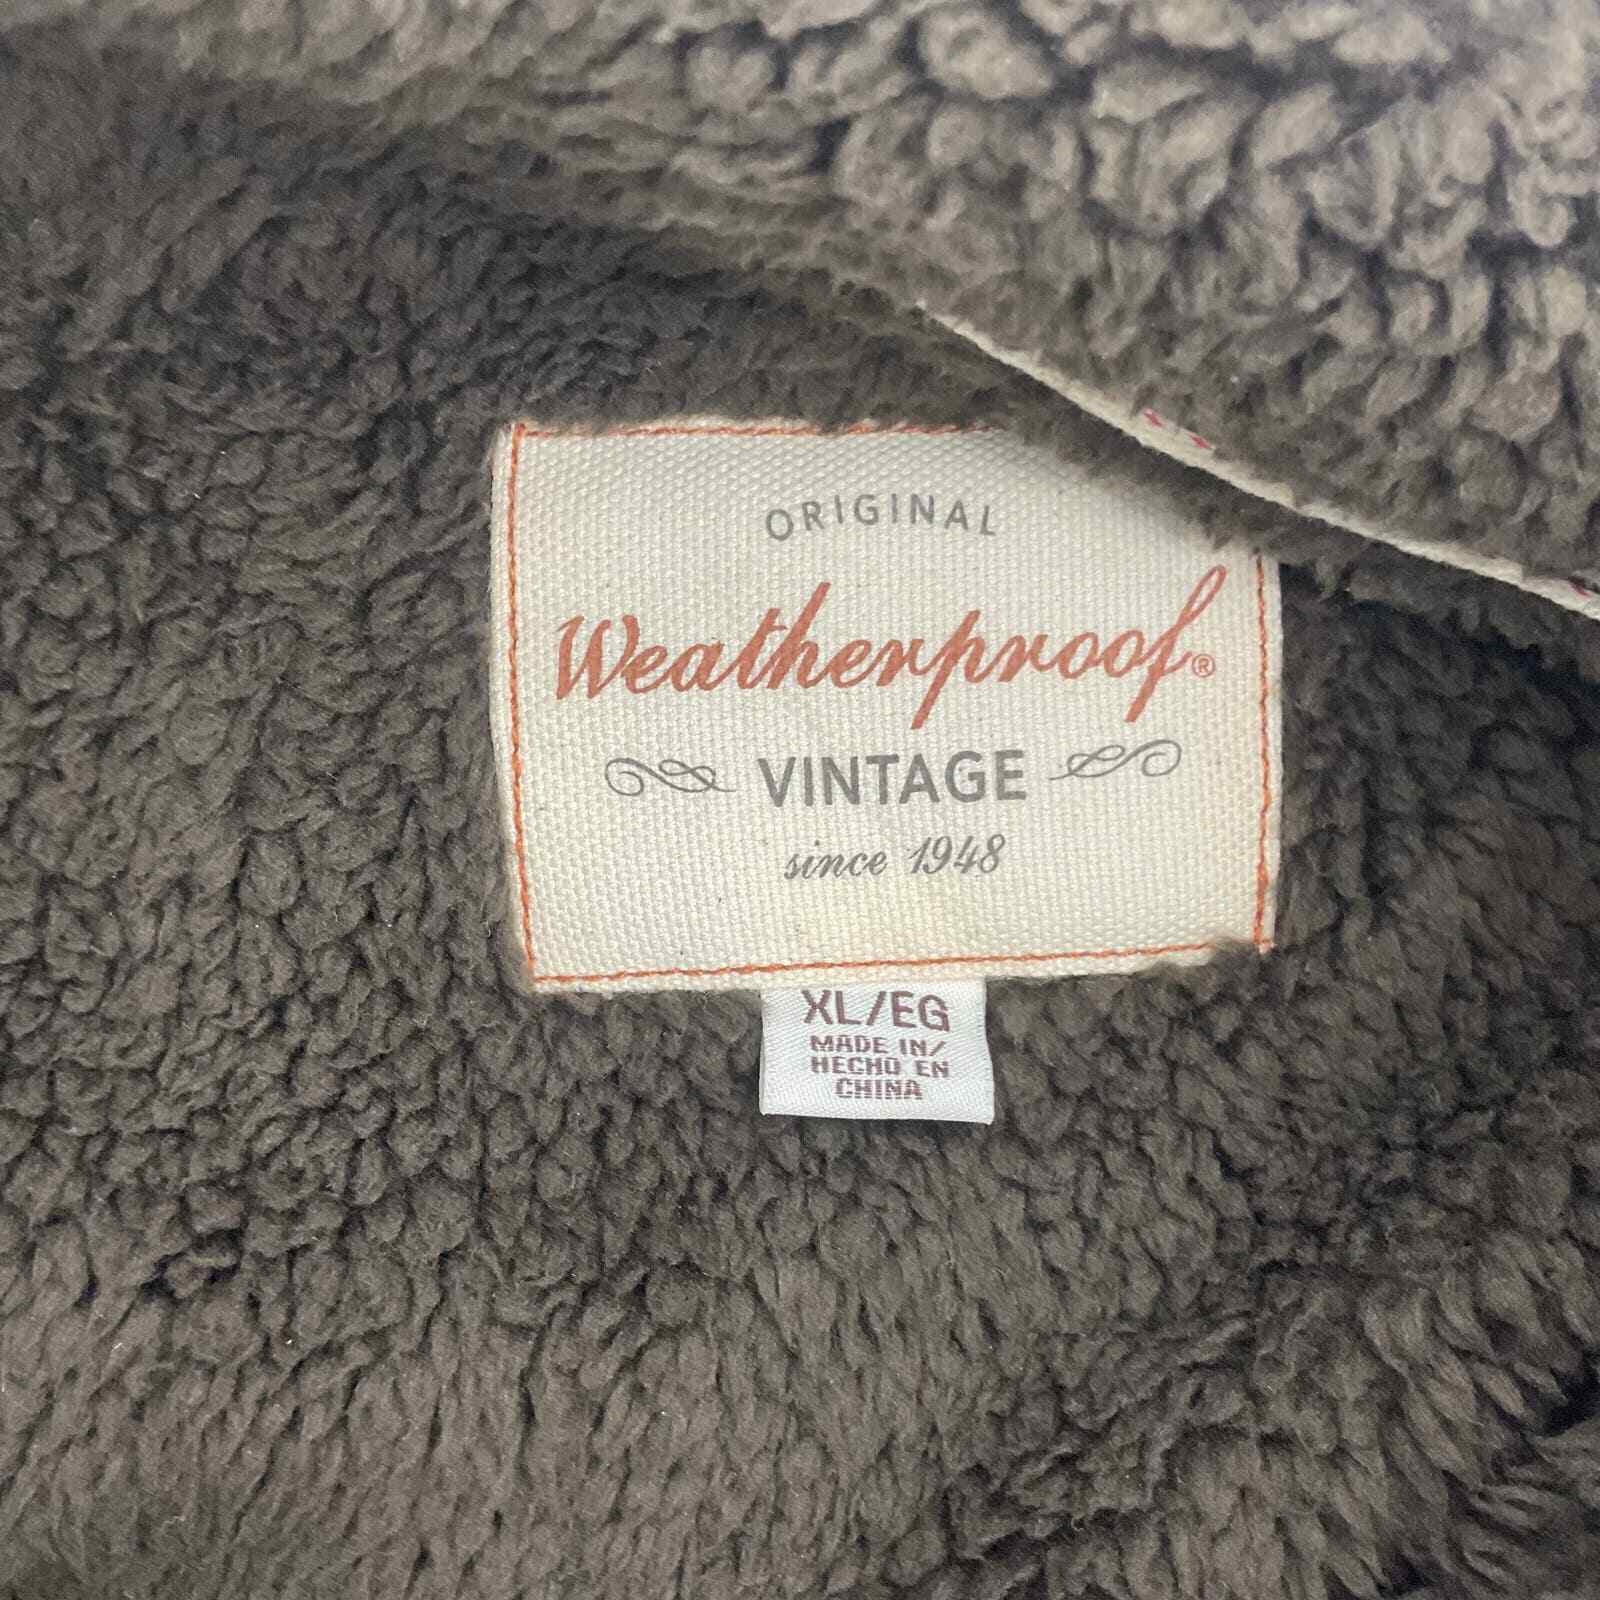 ORIGINAL
Weatherproof®
VINTAGE
since 1948
XL/EG
MADE IN/
HECHO EN
CHINA